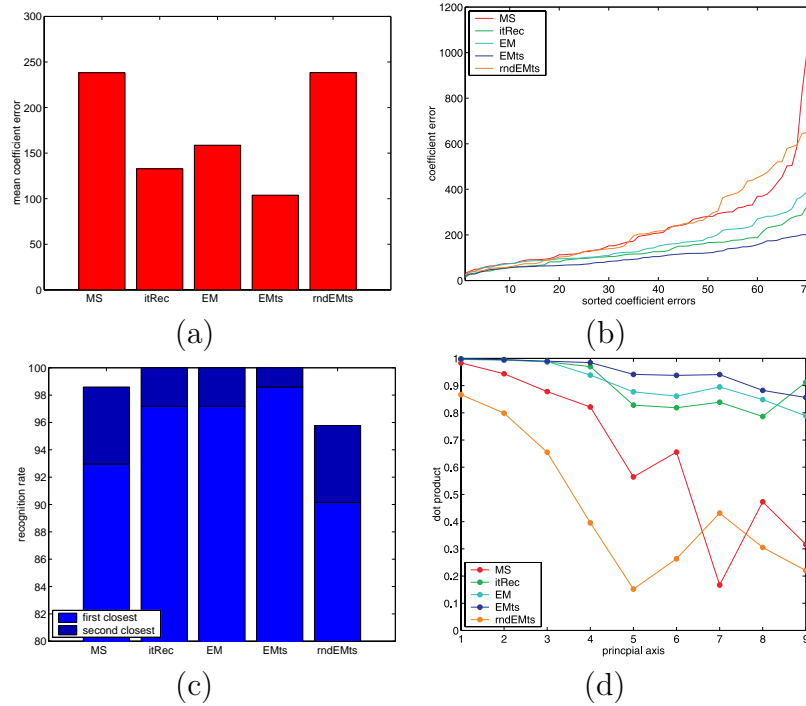 300
250
200
150
100
50
0
mean coefficient error
MS itRec EM EMts rndEMts
(a)
1200
1000
800
600
400
200
0
coefficient error
MS
itRec
EM
EMts
rndEMts
10 20 30 40 50 60 7
sorted coefficient errors
(b)
100
98
96
94
92
90
88
86
84
82
80
recognition rate
first closest
second closest
MS itRec EM EMts rndEMts
(c)
1
0.9
0.8
0.7
0.6
0.5
0.4
0.3
0.2
0.1
0
dot product
MS
itRec
EM
EMts
rndEMts
1 2 3 4 5 6 7 8 9
princpial axis
(d)